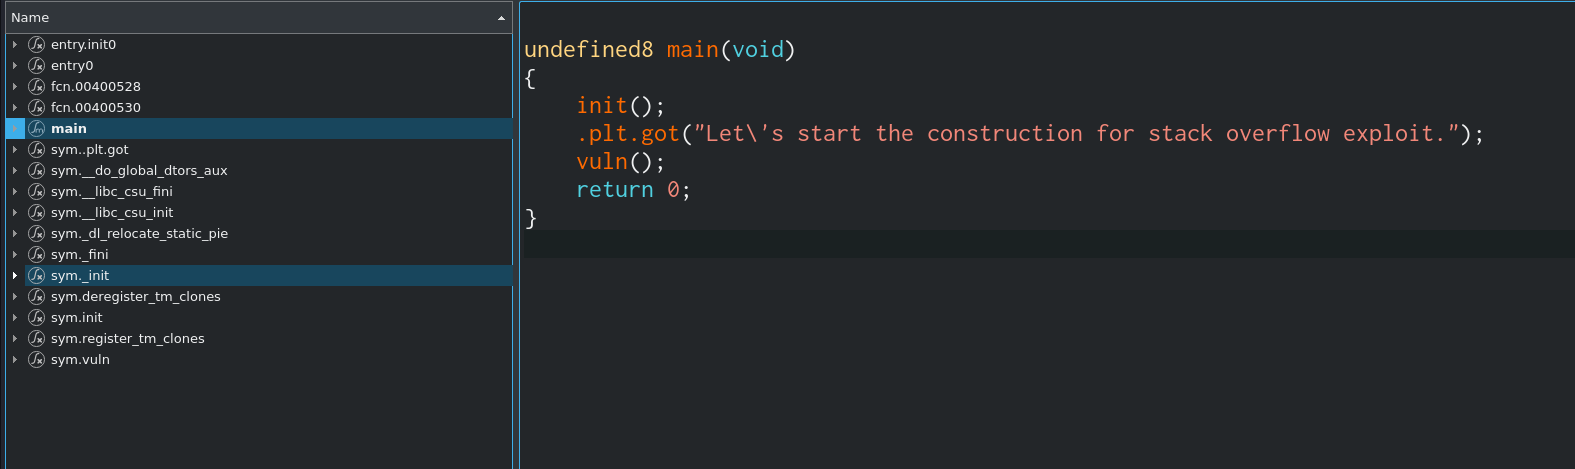 Name
entry.init0
entry0
fcn.00400528
fcn.00400530
main
sym..plt.got
sym.__do_global_dtors_aux
sym.__libc_csu_fini
sym.__libc_csu_init
sym._dl_relocate_static_pie
sym._fini
sym._init
sym.deregister_tm_clones
sym.init
sym.register_tm_clones
sym.vuln
undefined8 main(void)
{
    init();
    .plt.got("Let\'s start the construction for stack overflow exploit.");
    vuln();
    return 0;
}